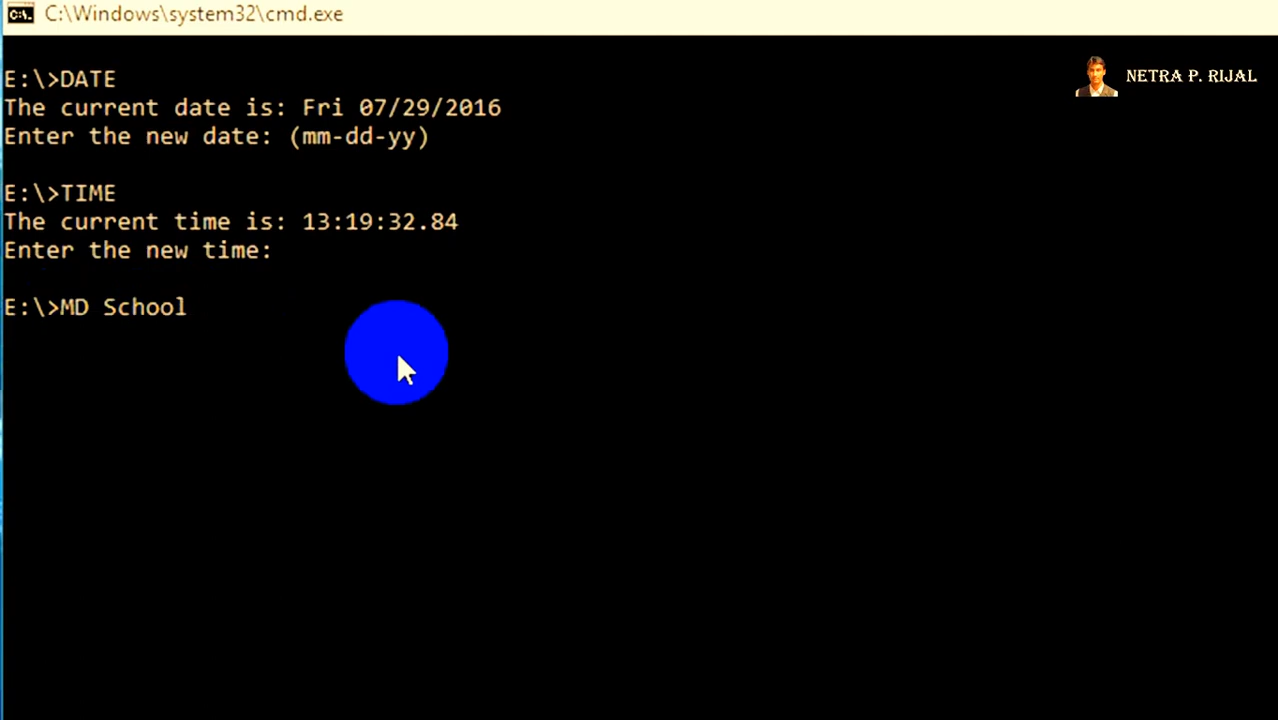 C:\Windows\system32\cmd.exe
NETRA P. RIJAL
E:\>DATE
The current date is: Fri 07/29/2016
Enter the new date: (mm-dd-yy)
E:\>TIME
The current time is: 13:19:32.84
Enter the new time:
E:\>MD School